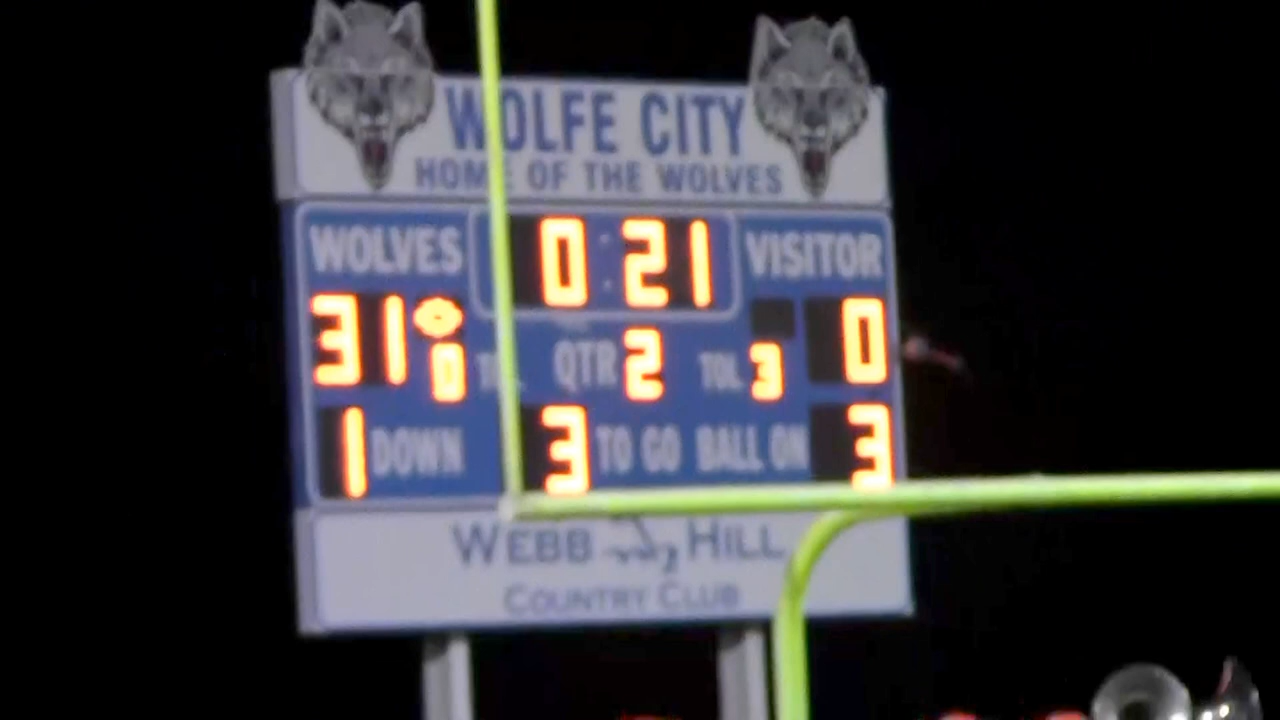 WOLFE CITY
HOME OF THE WOLVES
WOLVES 0:21 VISITOR
31 0 QTR 2 TOL 3 0
1 DOWN 3 TO GO BALL ON 3
WEBB HILL
COUNTRY CLUB